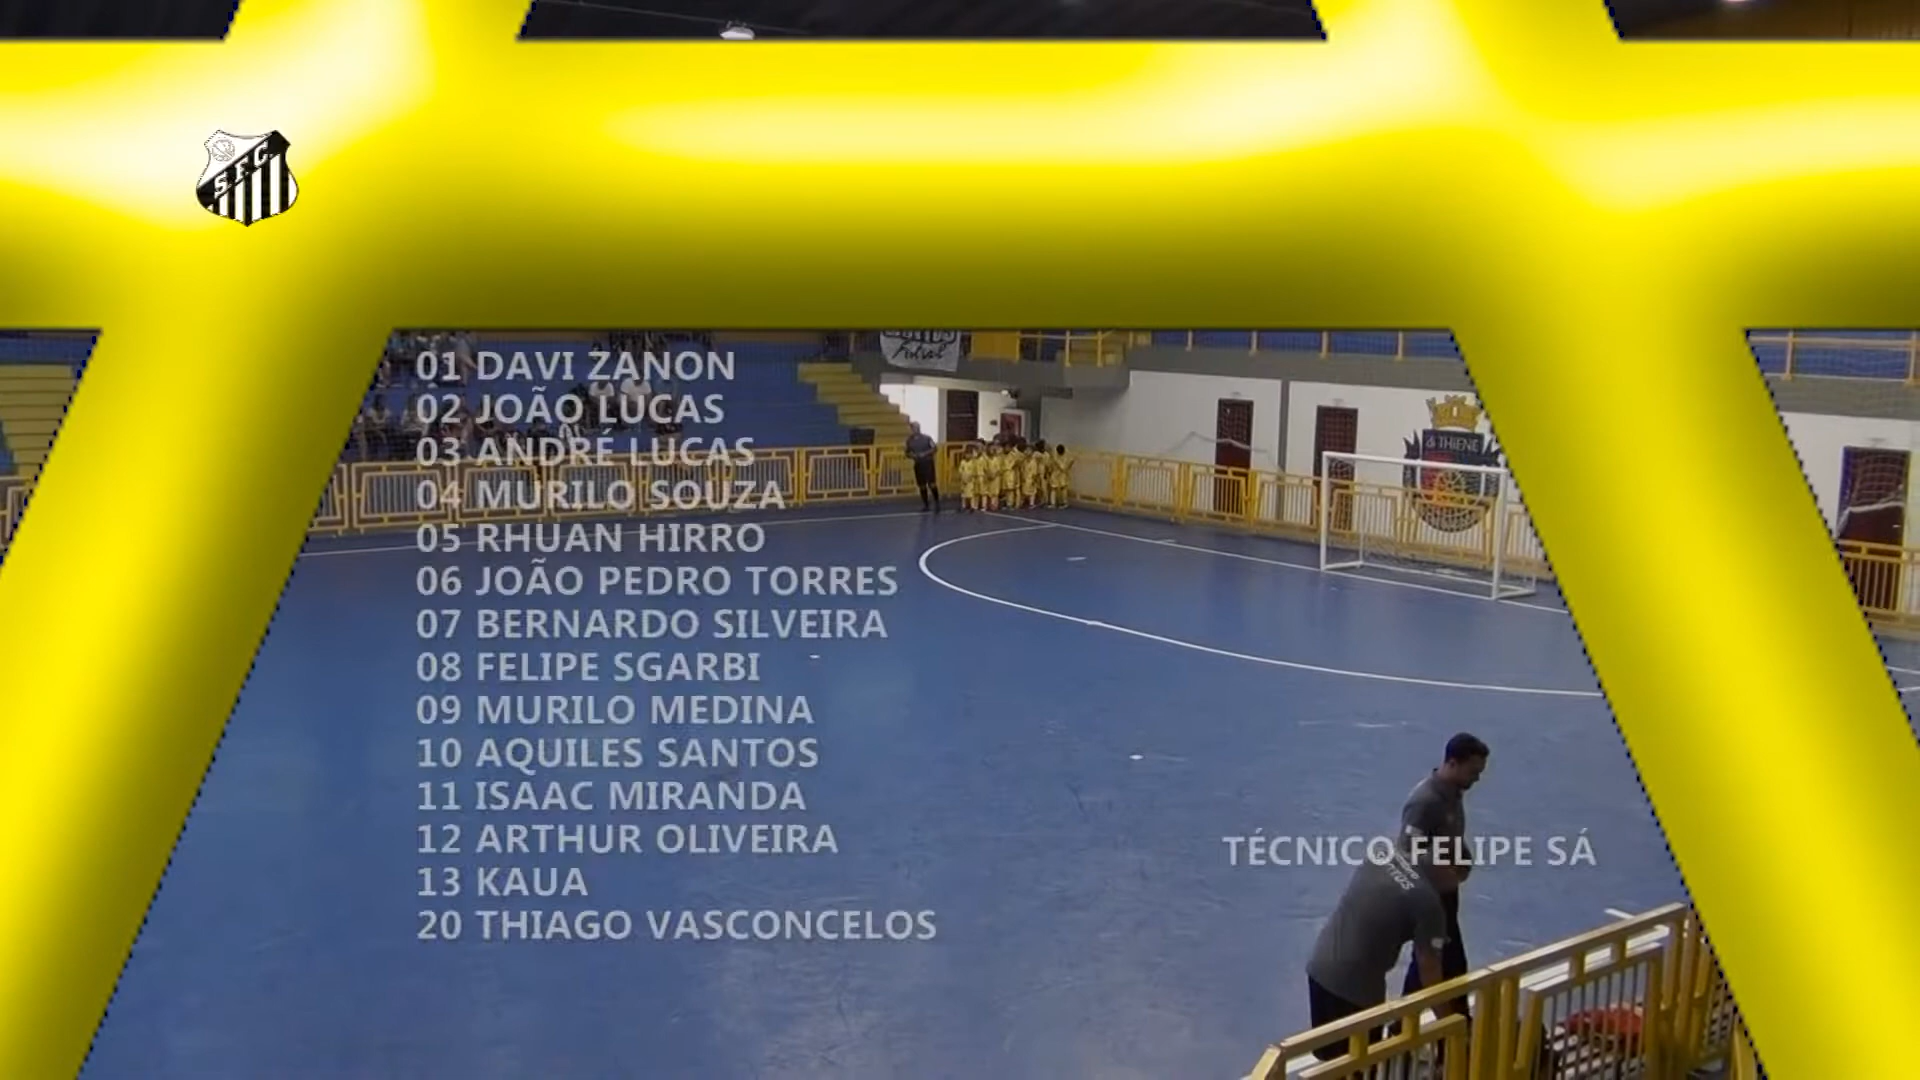 S.F.C.
01 DAVI ZANON
02 JOÃO LUCAS
03 ANDRÉ LUCAS
04 MURILO SOUZA
05 RHUAN HIRRO
06 JOÃO PEDRO TORRES
07 BERNARDO SILVEIRA
08 FELIPE SGARBI
09 MURILO MEDINA
10 AQUILES SANTOS
11 ISAAC MIRANDA
12 ARTHUR OLIVEIRA
13 KAUA
20 THIAGO VASCONCELOS
TÉCNICO FELIPE SÁ
Futsal
THIENE